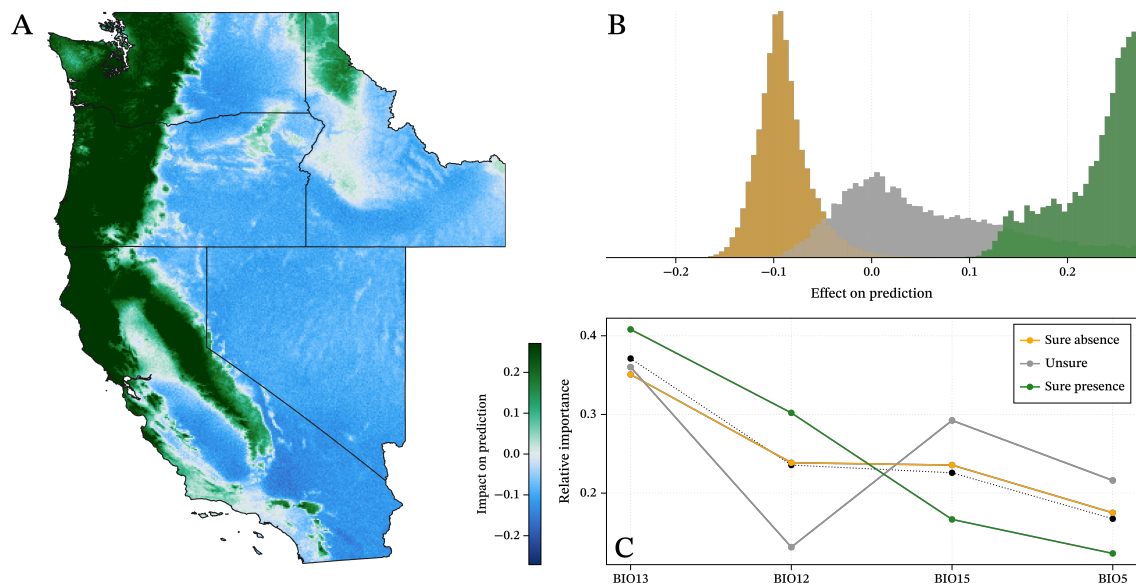 A
Impact on prediction
0.2
0.1
0.0
−0.1
−0.2
B
−0.2
−0.1
0.0
0.1
0.2
Effect on prediction
Relative importance
0.4
0.3
0.2
Sure absence
Unsure
Sure presence
C
BIO13
BIO12
BIO15
BIO5